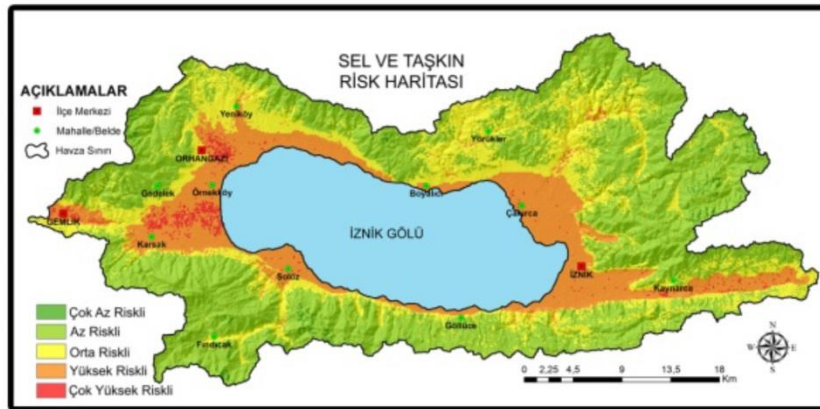 SEL VE TAŞKIN
RİSK HARİTASI
AÇIKLAMALAR
İlçe Merkezi
Mahalle/Belde
Havza Sınırı
Yeniköy
Yörükler
ORHANGAZİ
Gedelek
Örnekköy
Boyalıca
Çakırca
GEMLİK
Karsak
İZNİK GÖLÜ
Sölöz
İZNİK
Kaynarca
Göllüce
Fındıcak
Çok Az Riskli
Az Riskli
Orta Riskli
Yüksek Riskli
Çok Yüksek Riskli
N
W E
S
0 2,25 4,5 9 13,5 18
Km